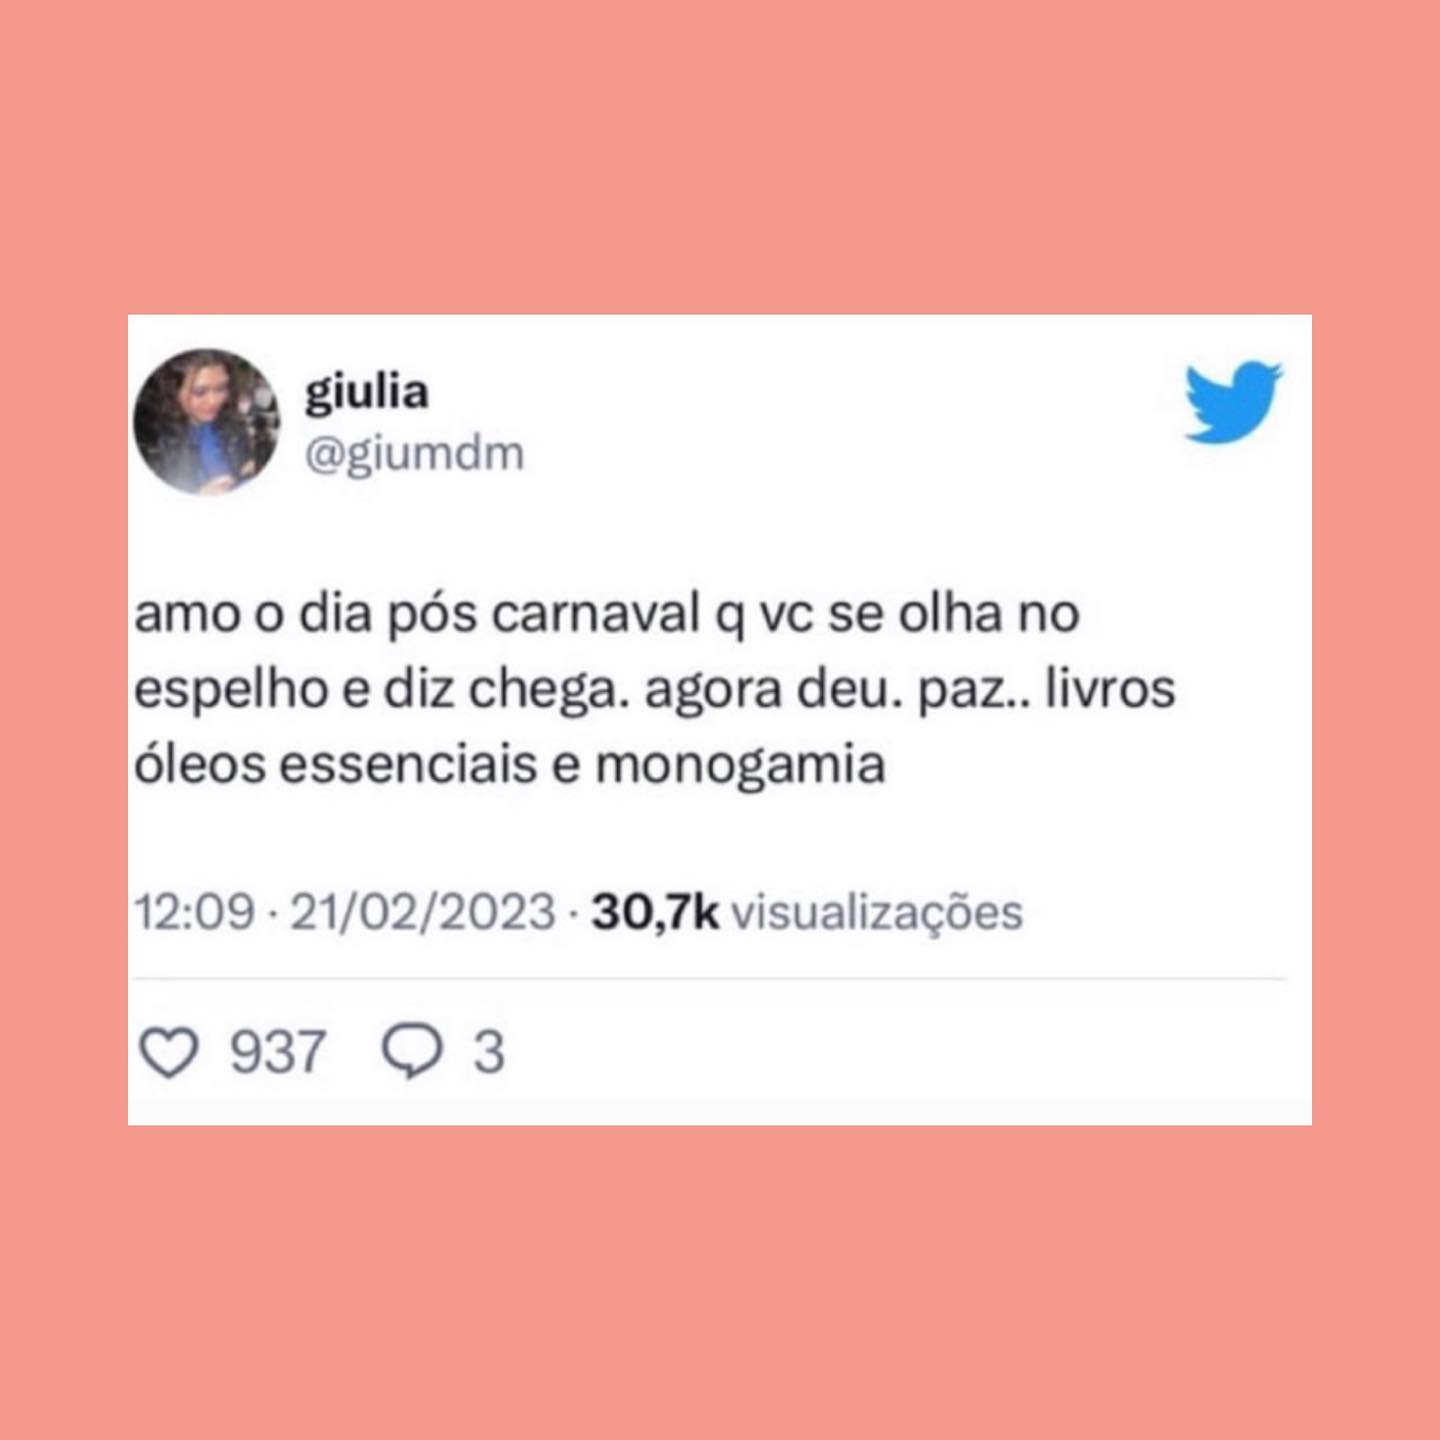 giulia
@giumdm
amo o dia pós carnaval q vc se olha no
espelho e diz chega. agora deu. paz.. livros
óleos essenciais e monogamia
12:09 · 21/02/2023 · 30,7k visualizações
937 3